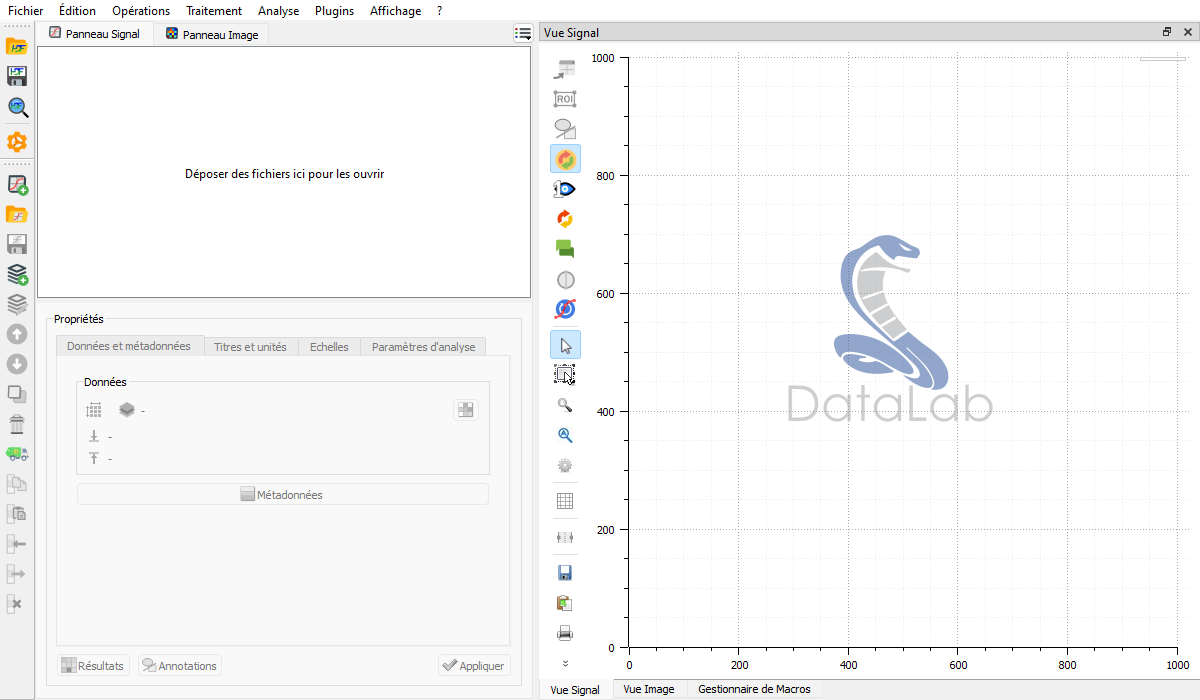 Fichier Édition Opérations Traitement Analyse Plugins Affichage ?
Panneau Signal Panneau Image
Déposer des fichiers ici pour les ouvrir
Propriétés
Données et métadonnées Titres et unités Echelles Paramètres d'analyse
Données
-
-
-
Métadonnées
Résultats Annotations Appliquer
Vue Signal
ROI
1000
800
600
400
200
0
0 200 400 600 800 1000
DataLab
Vue Signal Vue Image Gestionnaire de Macros